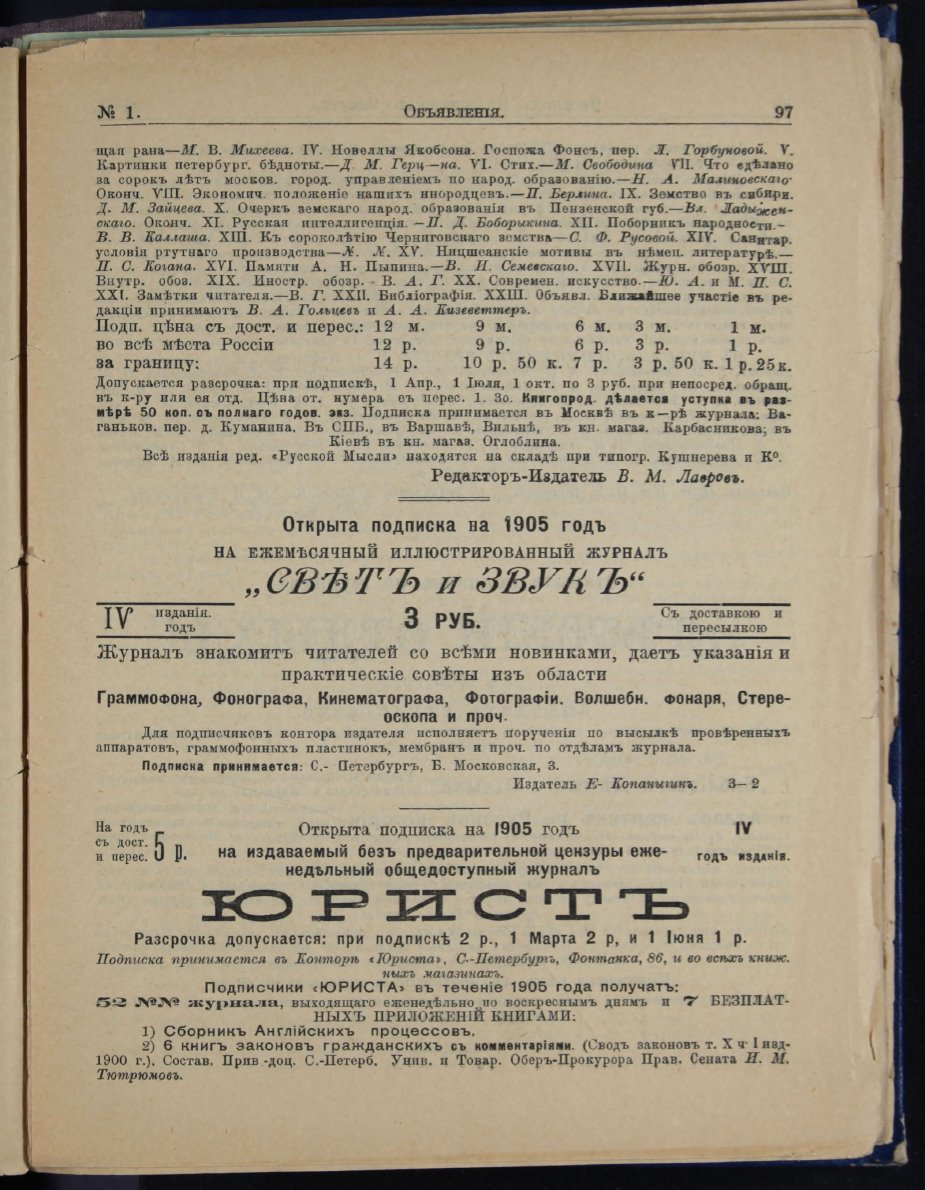 № 1. Объявленія. 97
щая рана—М. В. Михеева. IV. Новеллы Якобсона. Госпожа Фонсъ, пер. Л. Горбуновой. V.
Картинки петербург. бѣдноты.—Д. М. Герц—на. VI. Стих.—М. Свободина VII. Что сдѣлано
за сорокъ лѣтъ москов. город. управленіемъ по народ. образованію.—Н. А. Малиновскаго
Оконч. VIII. Экономич. положеніе нашихъ инородцевъ.—П. Берлина. IX. Земство въ сибири.
Д. М. Зайцева. X. Очеркъ земскаго народ. образованія въ Пензенской губ.—Вл. Ладыжен-
скаго. Оконч. XI. Русская интеллигенція.—П. Д. Боборыкина. XII. Поборникъ народности.—
В. В. Каллаша. XIII. Къ сороколѣтію Черниговскаго земства—С. Ф. Русовой. XIV. Санитар.
условія ртутнаго производства—N. N. XV. Ницшеанскіе мотивы въ нѣмец. литературѣ.—
П. С. Когана. XVI. Памяти А. Н. Пыпина.—В. И. Семевскаго. XVII. Журн. обозр. XVIII.
Внутр. обоз. XIX. Иностр. обозр.- В. А. Г. XX. Современ. искусство.—Ю. А. и М. П. С.
XXI. Замѣтки читателя.—В. Г. XXII. Библіографія. XXIII. Объявл. Ближайшее участіе въ ре-
дакціи принимаютъ В. А. Гольцевъ и А. А. Кизеветтеръ.
Подп. цѣна съ дост. и перес.: 12 м. 9 м. 6 м. 3 м. 1 м.
во всѣ мѣста Россіи 12 р. 9 р. 6 р. 3 р. 1 р.
за границу: 14 р. 10 р. 50 к. 7 р. 3 р. 50 к. 1 р. 25 к.
Допускается разсрочка: при подпискѣ, 1 Апр., 1 Іюля, 1 окт. по 3 руб. при непосред. обращ.
въ к-ру или ея отд. Цѣна от. нумера съ перес. 1. 3о. Книгопрод. дѣлается уступка въ раз-
мѣрѣ 50 коп. съ полнаго годов. экз. Подписка принимается въ Москвѣ въ к—рѣ журнала: Ва-
ганьков. пер. д. Куманина. Въ СПБ., въ Варшавѣ, Вильнѣ, въ кн. магаз. Карбасникова; въ
Кіевѣ въ кн. магаз. Оглоблина.
Всѣ изданія ред. «Русской Мысли» находятся на складѣ при типогр. Кушнерева и К°.
Редакторъ-Издатель В. М. Лавровъ.
Открыта подписка на 1905 годъ
НА ЕЖЕМѢСЯЧНЫЙ ИЛЛЮСТРИРОВАННЫЙ ЖУРНАЛЪ
„СВѢТЪ и ЗВУКЪ“
IV изданія. годъ 3 РУБ. Съ доставкою и пересылкою
Журналъ знакомитъ читателей со всѣми новинками, даетъ указанія и
практическіе совѣты изъ области
Граммофона, Фонографа, Кинематографа, Фотографіи. Волшебн. фонаря, Стере-
оскопа и проч.
Для подписчиковъ контора издателя исполняетъ порученія по высылкѣ провѣренныхъ
аппаратовъ, граммофонныхъ пластинокъ, мембранъ и проч. по отдѣламъ журнала.
Подписка принимается: С.- Петербургъ, Б. Московская, 3.
Издатель Е- Копаныгинъ. 3—2
На годъ съ дост. и перес. 5 р.
Открыта подписка на 1905 годъ
IV годъ изданія.
на издаваемый безъ предварительной цензуры еже-
недѣльный общедоступный журналъ
ЮРИСТЪ
Разсрочка допускается: при подпискѣ 2 р., 1 Марта 2 р, и 1 Іюня 1 р.
Подписка принимается въ Конторѣ «Юриста», С.-Петербургъ, Фонтанка, 86, и во всѣхъ книж.
ныхъ магазинахъ.
Подписчики «ЮРИСТА» въ теченіе 1905 года получатъ:
52 №№ журнала, выходящаго еженедѣльно по воскреснымъ днямъ и 7 БЕЗПЛАТ-
НЫХЪ ПРИЛОЖЕНІЙ КНИГАМИ:
1) Сборникъ Англійскихъ процессовъ.
2) 6 книгъ законовъ гражданскихъ съ комментаріями. (Сводъ законовъ т. X ч· I изд-
1900 г.), Состав. Прив-доц. С.-Петерб. Унив. и Товар. Оберъ-Прокурора Прав. Сената И. М.
Тютрюмовъ.